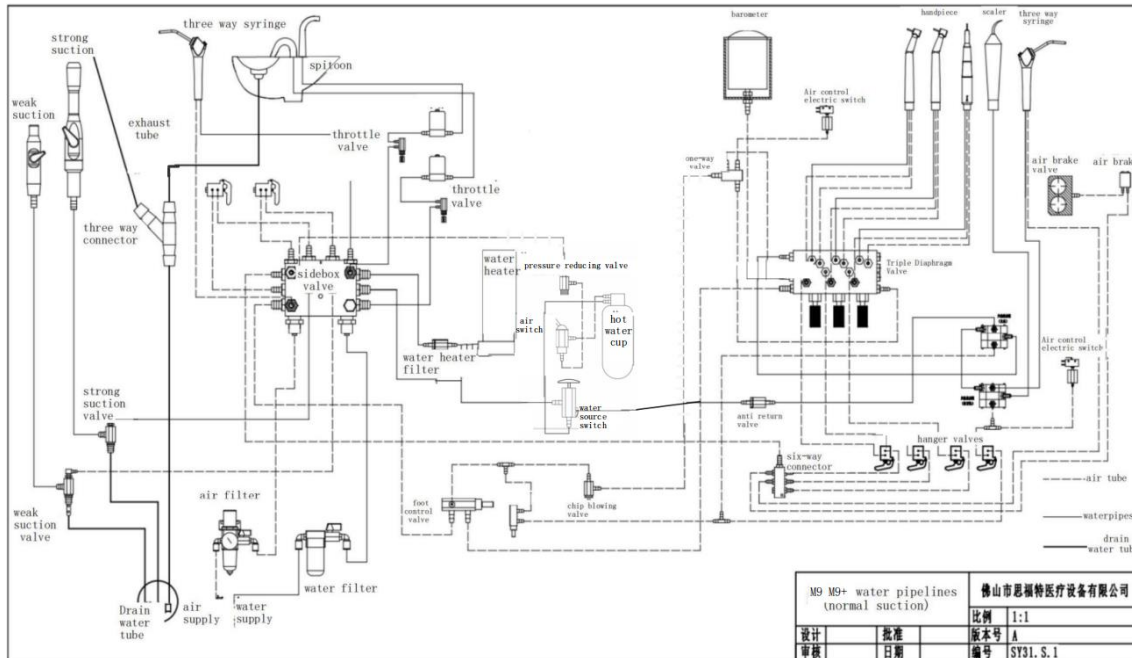 three way syringe
strong
suction
spitoon
weak
suction
exhaust
tube
throttle
valve
throttle
valve
three way
connector
sidebox
valve
water
heater
pressure reducing valve
air
switch
hot
water
cup
water heater
filter
water
source
switch
barometer
handpiece
scaler
three way
syringe
Air control
electric switch
one-way
valve
air brake
valve
air brake
Triple Diaphragm
Valve
Air control
electric switch
anti return
valve
hanger valves
six-way
connector
strong
suction
valve
weak
suction
valve
air filter
foot
control
valve
chip blowing
valve
water filter
Drain
water
tube
air
supply
water
supply
air tube
waterpipes
drain
water tub
M9 M9+ water pipelines
(normal suction)
佛山市思福特医疗设备有限公司
比例 1:1
设计 批准 版本号 A
审核 日期 编号 SY31.S.1